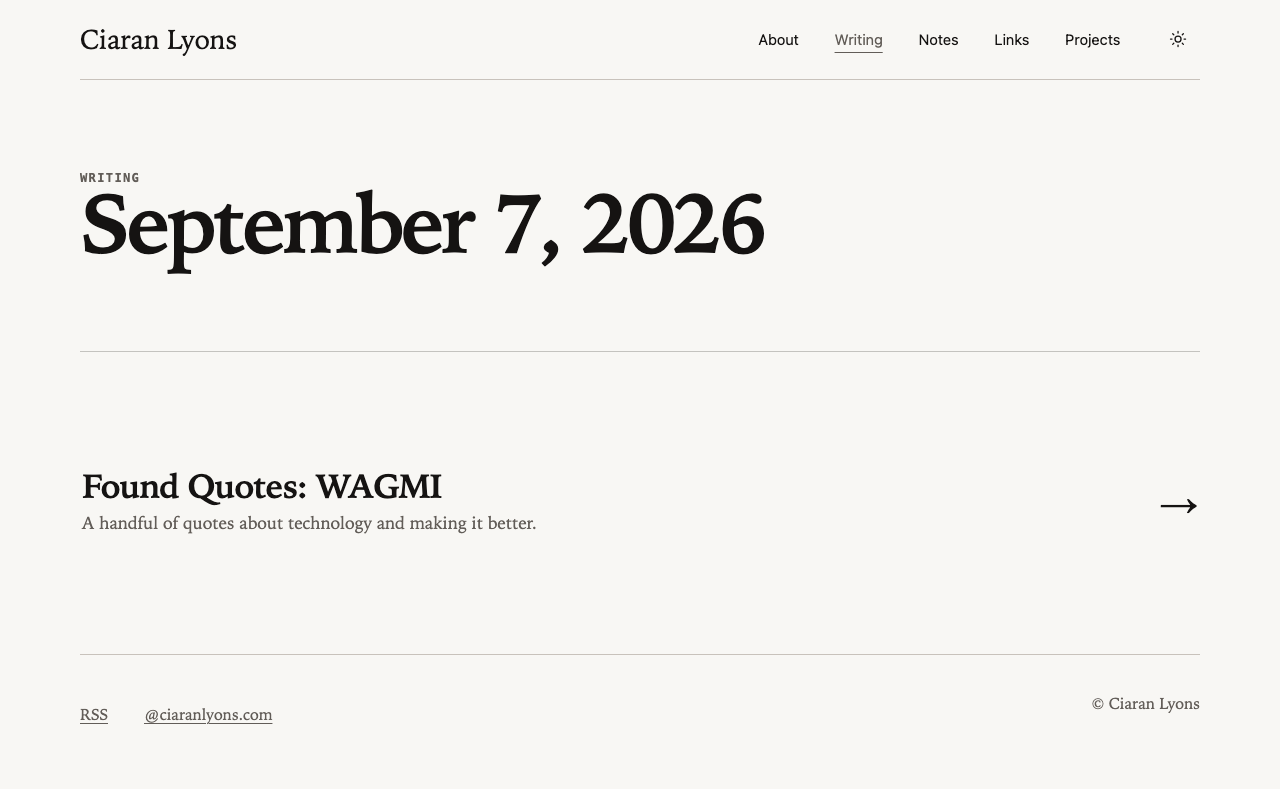 Ciaran Lyons
About Writing Notes Links Projects
WRITING
September 7, 2026
Found Quotes: WAGMI
A handful of quotes about technology and making it better.
→
RSS @ciaranlyons.com
© Ciaran Lyons